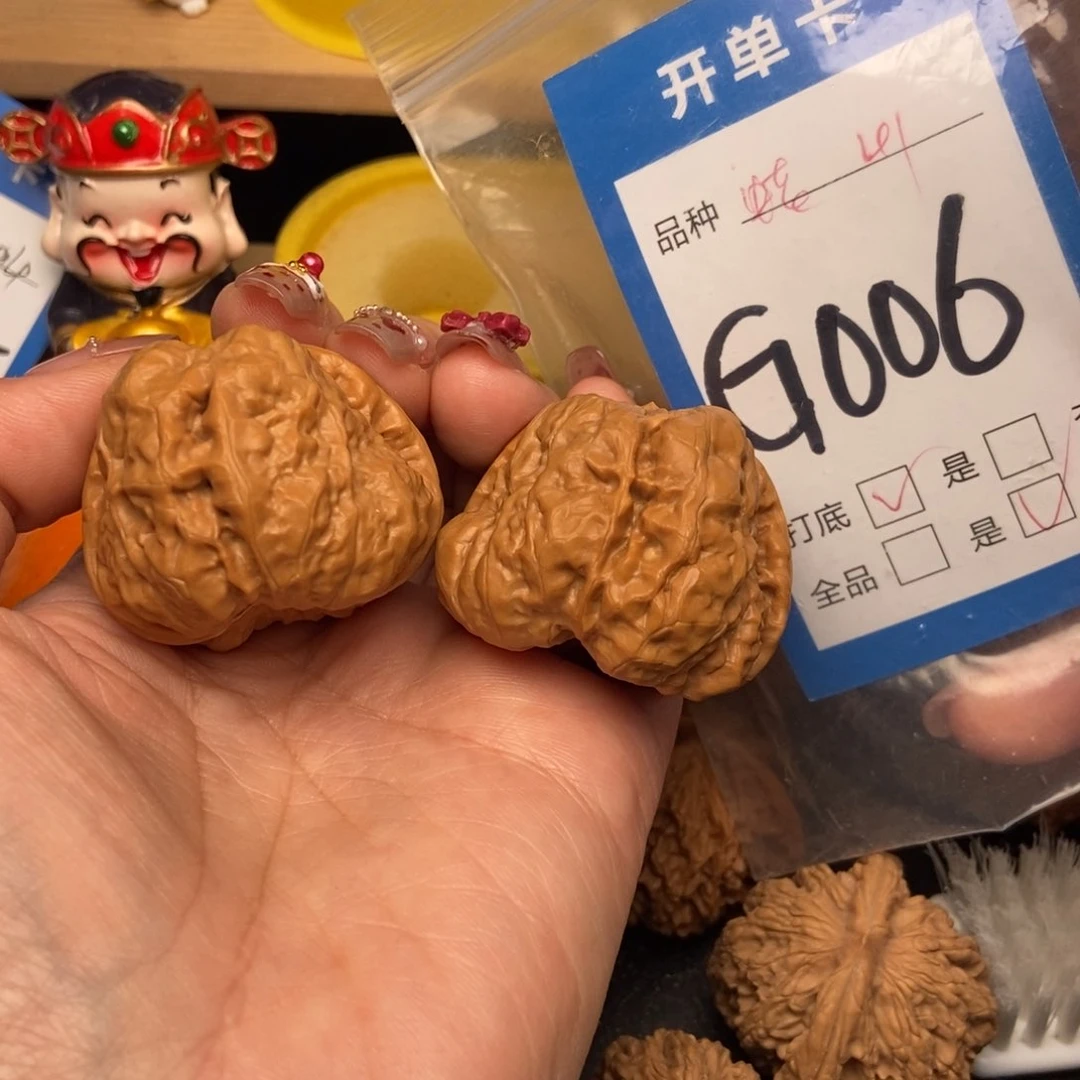 开单卡
品种
G006
打底 ☑ 是 ☐
全品 ☐ 是 ☑